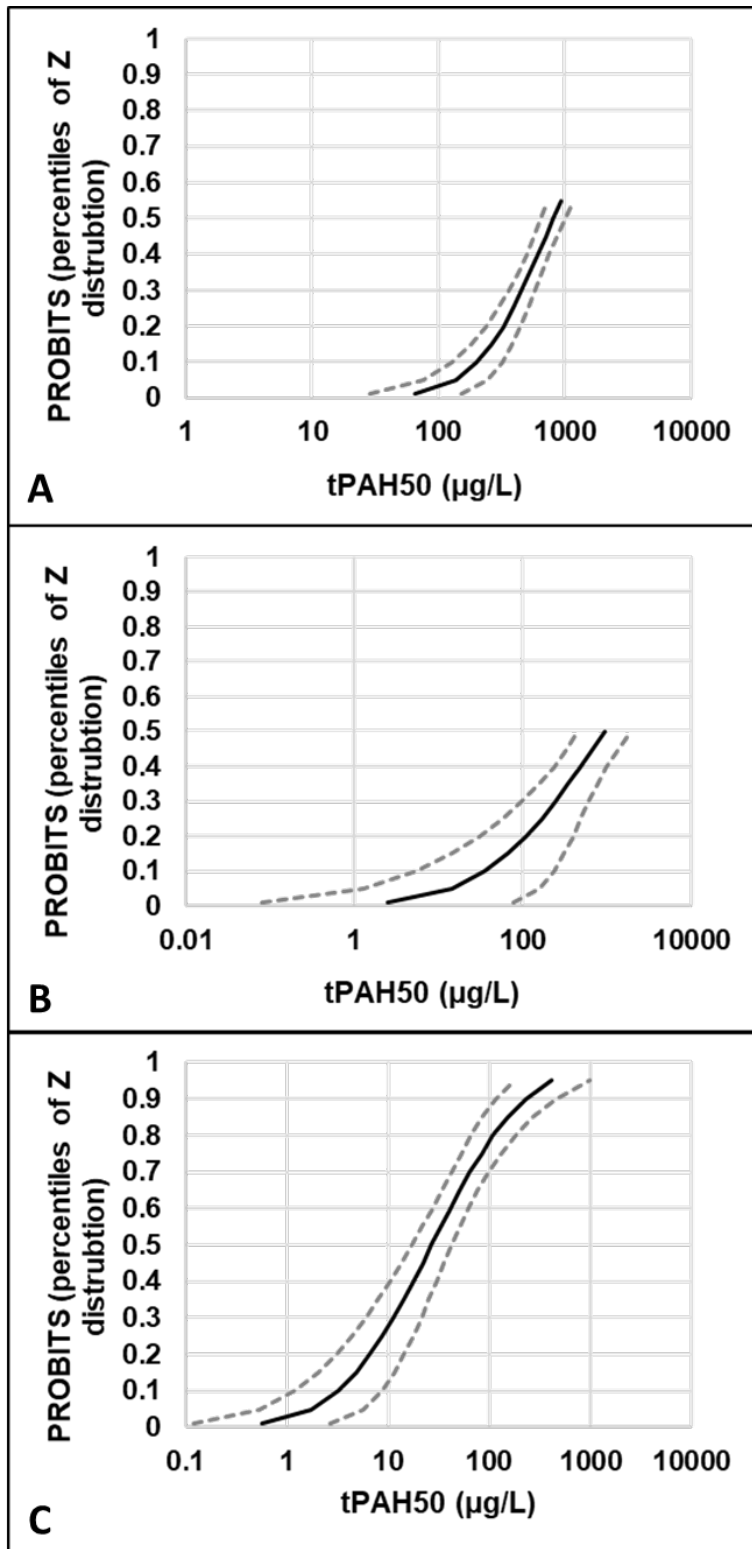 PROBITS (percentiles of Z
distrubtion)
1
0.9
0.8
0.7
0.6
0.5
0.4
0.3
0.2
0.1
0
1 10 100 1000 10000
tPAH50 (µg/L)
A
PROBITS (percentiles of Z
distrubtion)
1
0.9
0.8
0.7
0.6
0.5
0.4
0.3
0.2
0.1
0
0.01 1 100 10000
tPAH50 (µg/L)
B
PROBITS (percentiles of Z
distrubtion)
1
0.9
0.8
0.7
0.6
0.5
0.4
0.3
0.2
0.1
0
0.1 1 10 100 1000 10000
tPAH50 (µg/L)
C